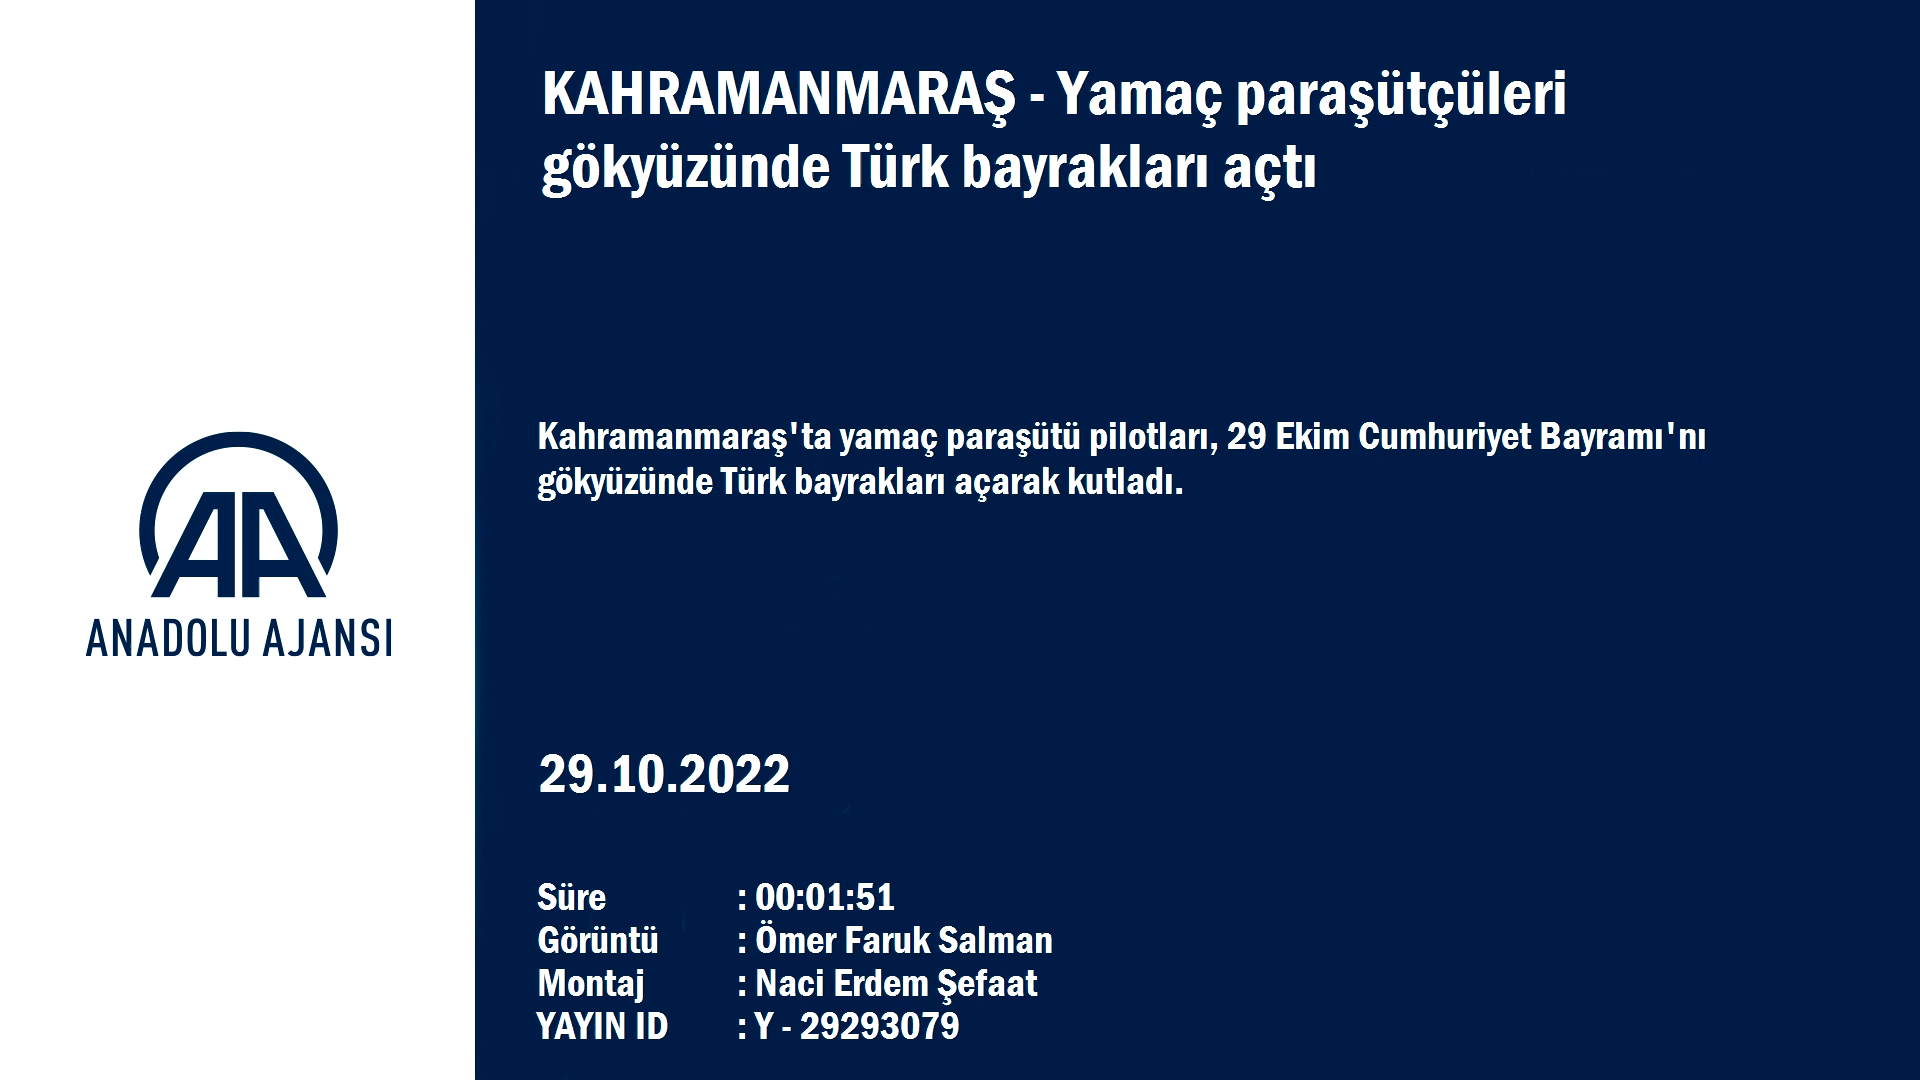 KAHRAMANMARAŞ - Yamaç paraşütçüleri
gökyüzünde Türk bayrakları açtı
Kahramanmaraş'ta yamaç paraşütü pilotları, 29 Ekim Cumhuriyet Bayramı'nı
gökyüzünde Türk bayrakları açarak kutladı.
AA
ANADOLU AJANSI
29.10.2022
Süre : 00:01:51
Görüntü : Ömer Faruk Salman
Montaj : Naci Erdem Şefaat
YAYIN ID : Y - 29293079